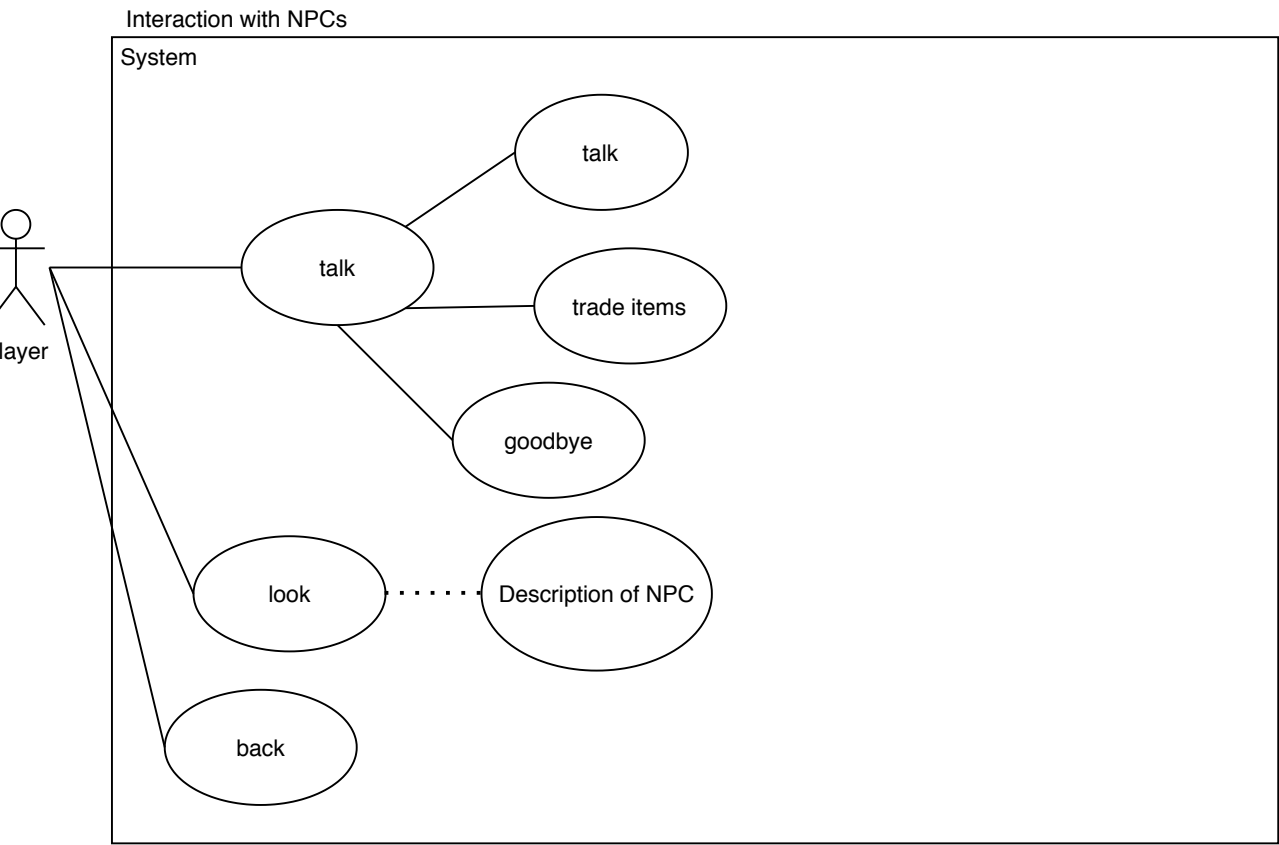 Interaction with NPCs
System
talk
talk
trade items
layer
goodbye
look
Description of NPC
back